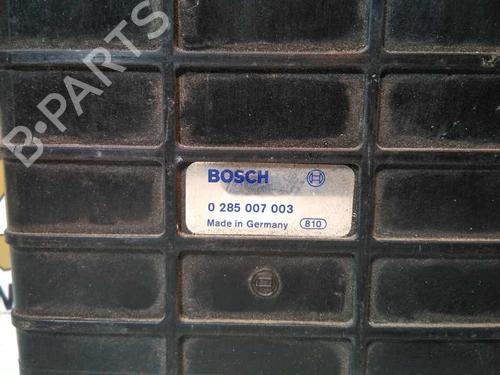 B-PARTS
BOSCH
0 285 007 003
Made in Germany 810